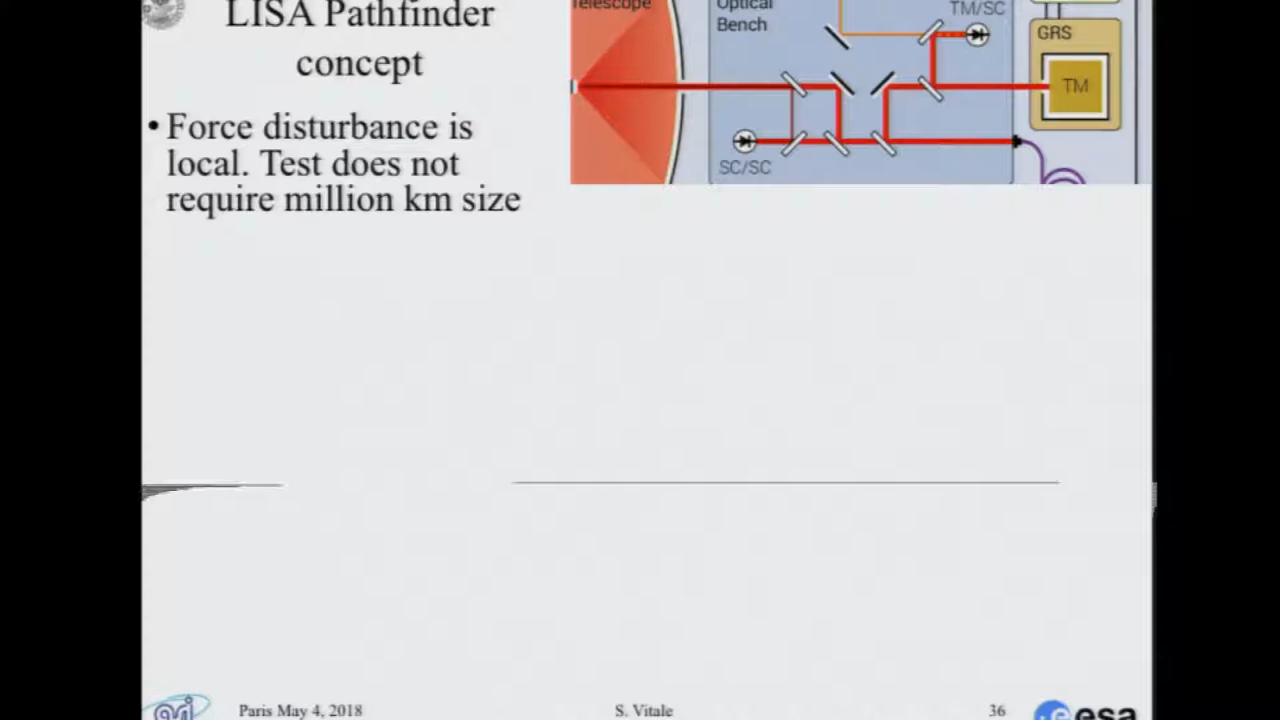 LISA Pathfinder
concept
• Force disturbance is
local. Test does not
require million km size
Telescope
Optical
Bench
TM/SC
GRS
TM
SC/SC
Paris May 4, 2018
S. Vitale
36
esa